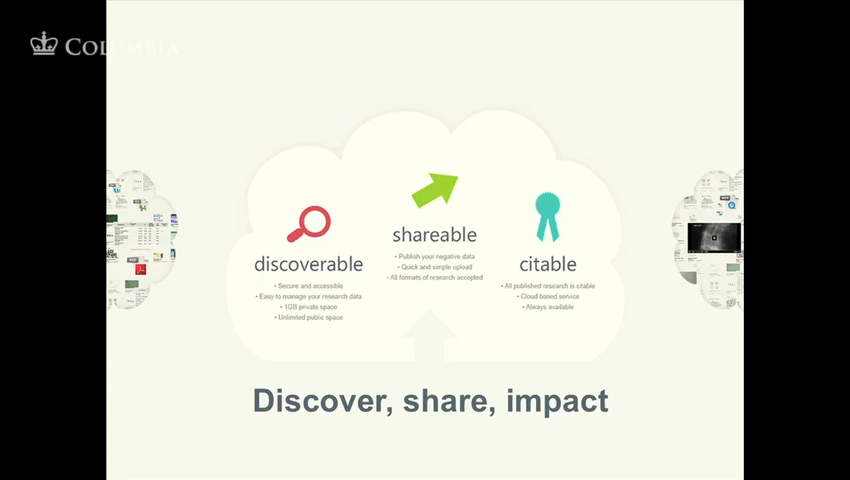 COLUMBIA
discoverable
• Secure and accessible
• Easy to manage your research data
• 1GB private space
• Unlimited public space
shareable
• Publish your negative data
• Quick and simple upload
• All formats of research accepted
citable
• All published research is citable
• Cloud based service
• Always available
Discover, share, impact